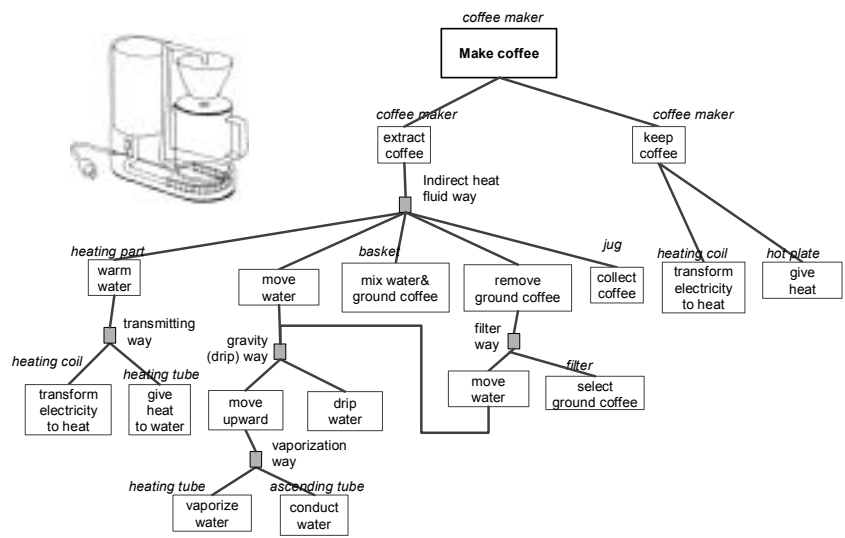 coffee maker
Make coffee
coffee maker
extract
coffee
coffee maker
keep
coffee
Indirect heat
fluid way
heating part
warm
water
move
water
basket
mix water&
ground coffee
remove
ground coffee
jug
collect
coffee
heating coil
transform
electricity
to heat
hot plate
give
heat
transmitting
way
gravity
(drip) way
filter
way
heating coil
transform
electricity
to heat
heating tube
give
heat
to water
move
upward
drip
water
move
water
filter
select
ground coffee
vaporization
way
heating tube
vaporize
water
ascending tube
conduct
water